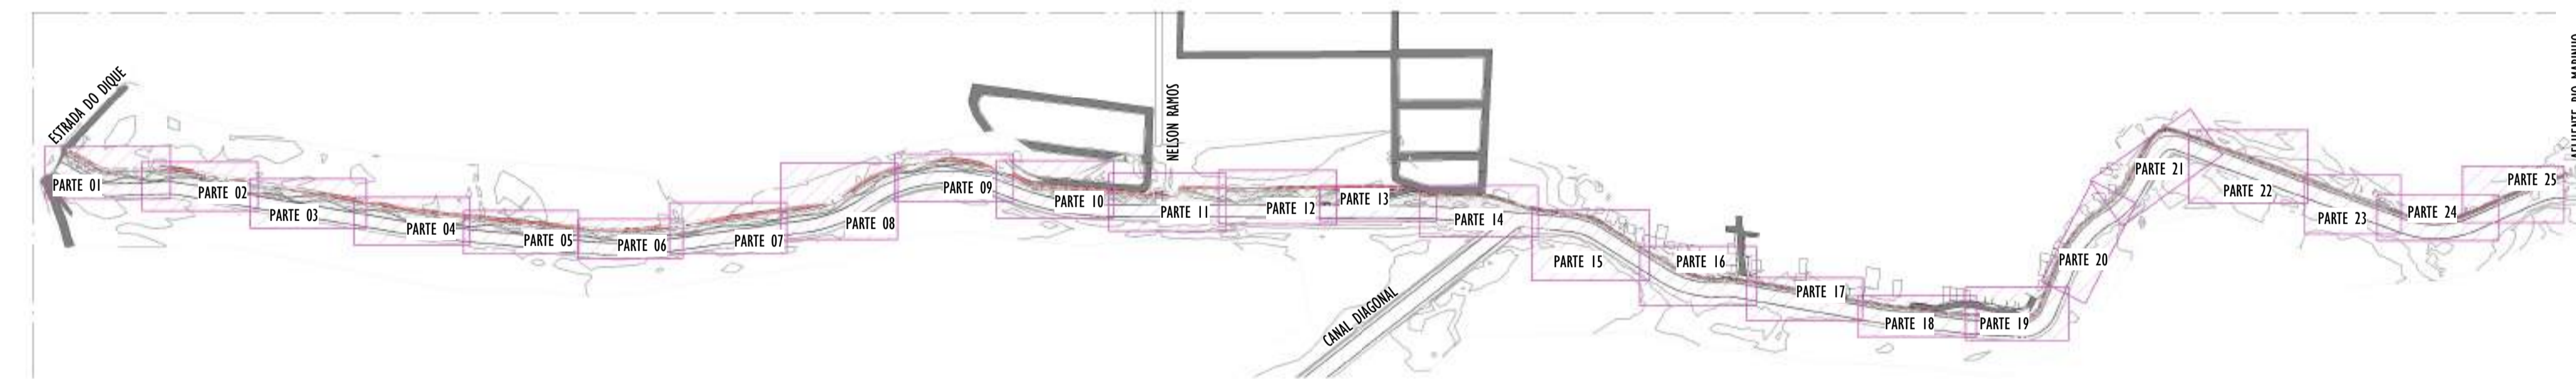 ESTRADA DO DIQUE
PARTE 01
PARTE 02
PARTE 03
PARTE 04
PARTE 05
PARTE 06
PARTE 07
PARTE 08
PARTE 09
PARTE 10
NELSON RAMOS
PARTE 11
PARTE 12
PARTE 13
PARTE 14
CANAL DIAGONAL
PARTE 15
PARTE 16
PARTE 17
PARTE 18
PARTE 19
PARTE 20
PARTE 21
PARTE 22
PARTE 23
PARTE 24
PARTE 25